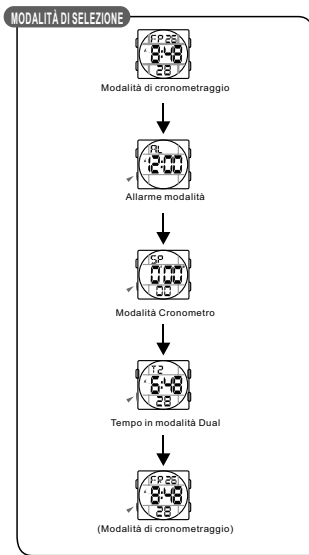 MODALITÀ DI SELEZIONE
FR 26
8:48
28
Modalità di cronometraggio
AL
12:00
Allarme modalità
SP
0:00
00
Modalità Cronometro
T2
6:48
28
Tempo in modalità Dual
FR 26
8:48
28
(Modalità di cronometraggio)